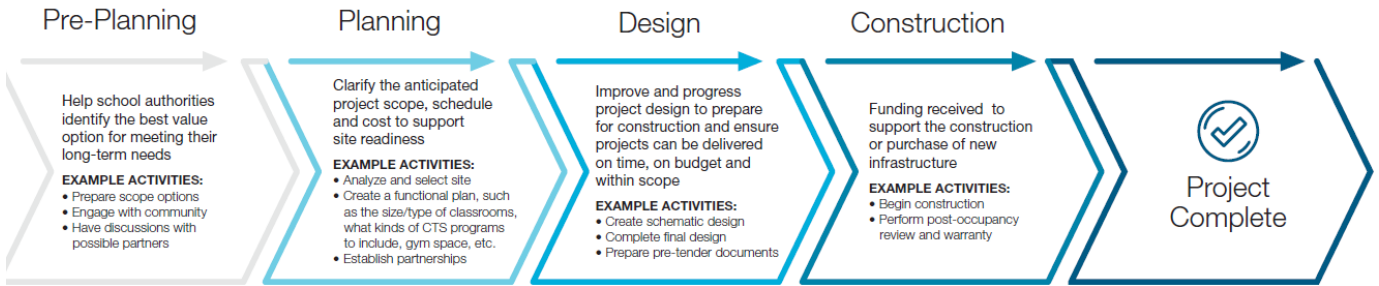 Pre-Planning
Help school authorities
identify the best value
option for meeting their
long-term needs
EXAMPLE ACTIVITIES:
• Prepare scope options
• Engage with community
• Have discussions with
possible partners
Planning
Clarify the anticipated
project scope, schedule
and cost to support
site readiness
EXAMPLE ACTIVITIES:
• Analyze and select site
• Create a functional plan, such
as the size/type of classrooms,
what kinds of CTS programs
to include, gym space, etc.
• Establish partnerships
Design
Improve and progress
project design to prepare
for construction and ensure
projects can be delivered
on time, on budget and
within scope
EXAMPLE ACTIVITIES:
• Create schematic design
• Complete final design
• Prepare pre-tender documents
Construction
Funding received to
support the construction
or purchase of new
infrastructure
EXAMPLE ACTIVITIES:
• Begin construction
• Perform post-occupancy
review and warranty
Project
Complete